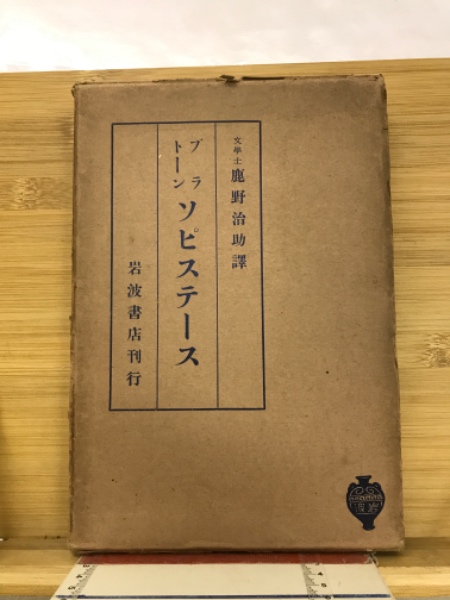 文學士 鹿野治助譯
プラトーン ソピステース
岩波書店刊行